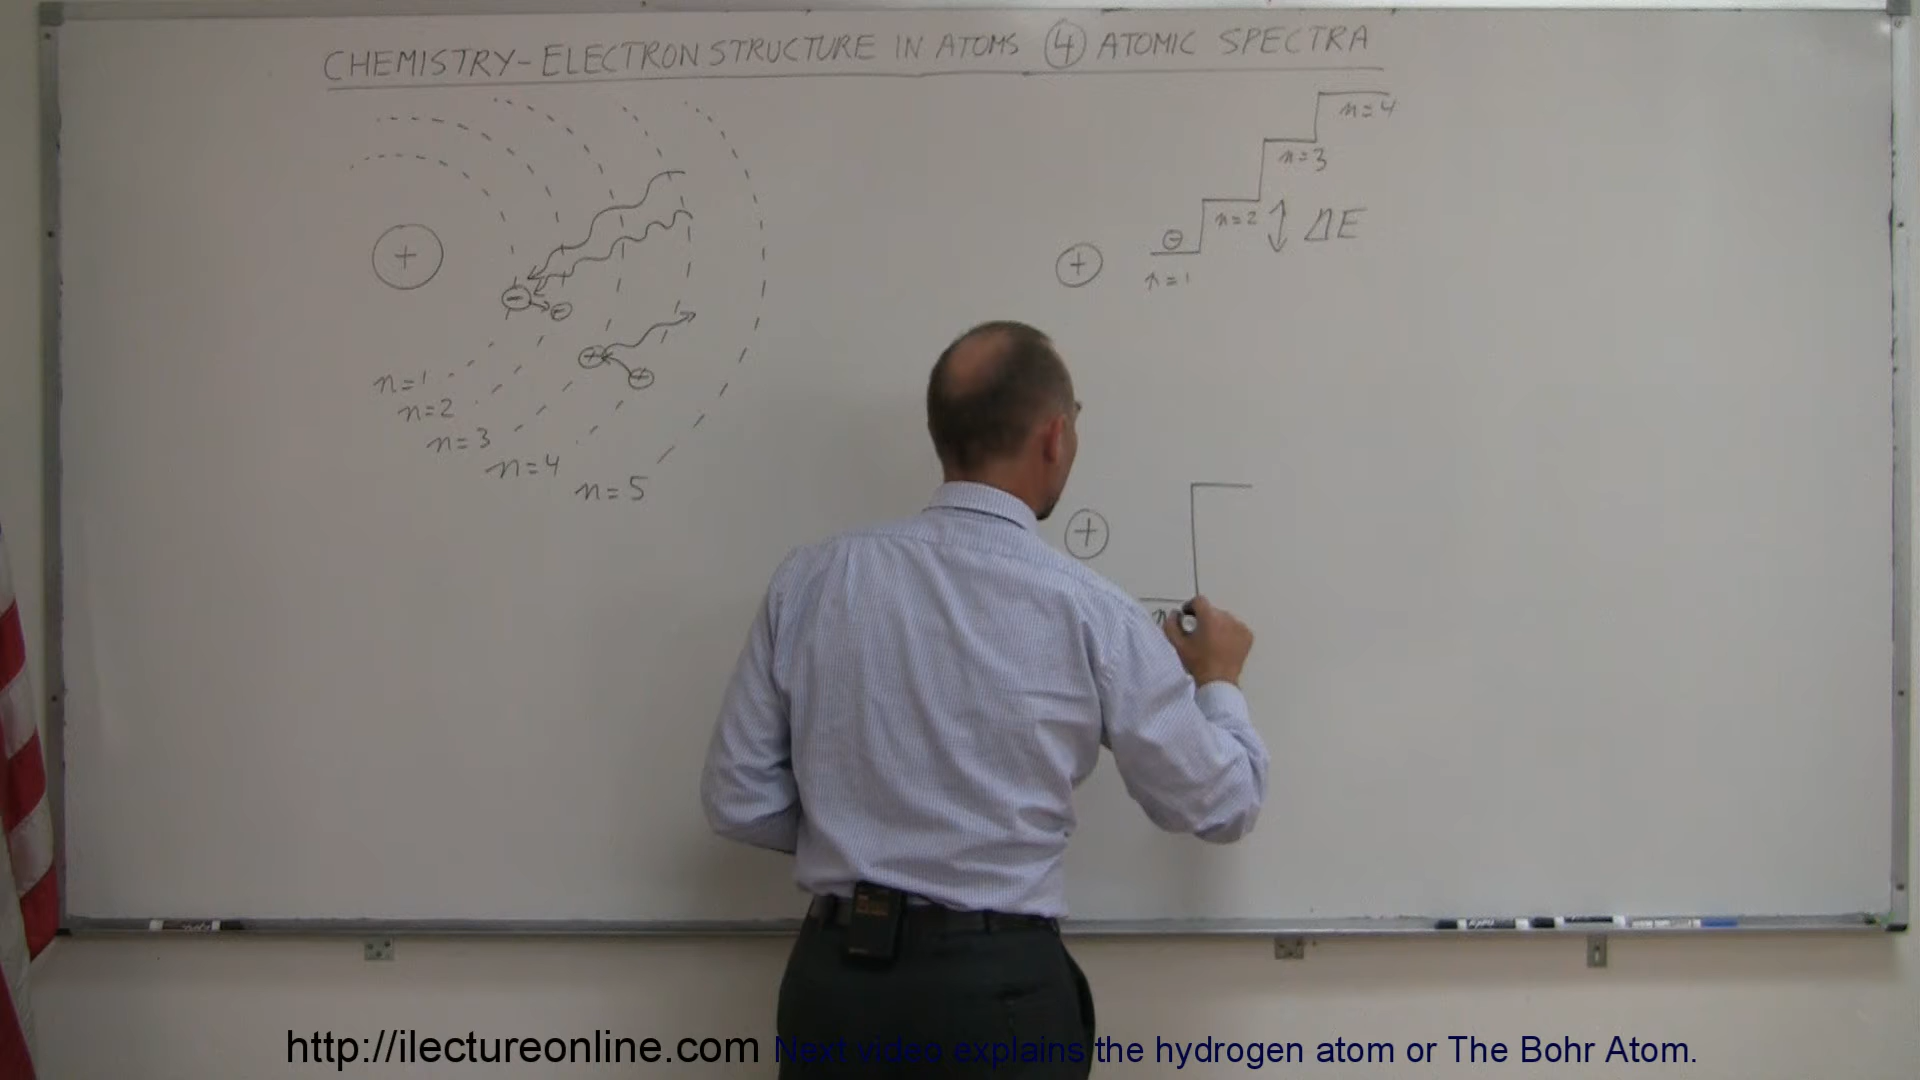 CHEMISTRY-ELECTRON STRUCTURE IN ATOMS ④ ATOMIC SPECTRA
+
n=1
n=2
n=3
n=4
n=5
n=4
n=3
n=2 ΔE
+
n=1
+
n
http://ilectureonline.com Next video explains the hydrogen atom or The Bohr Atom.